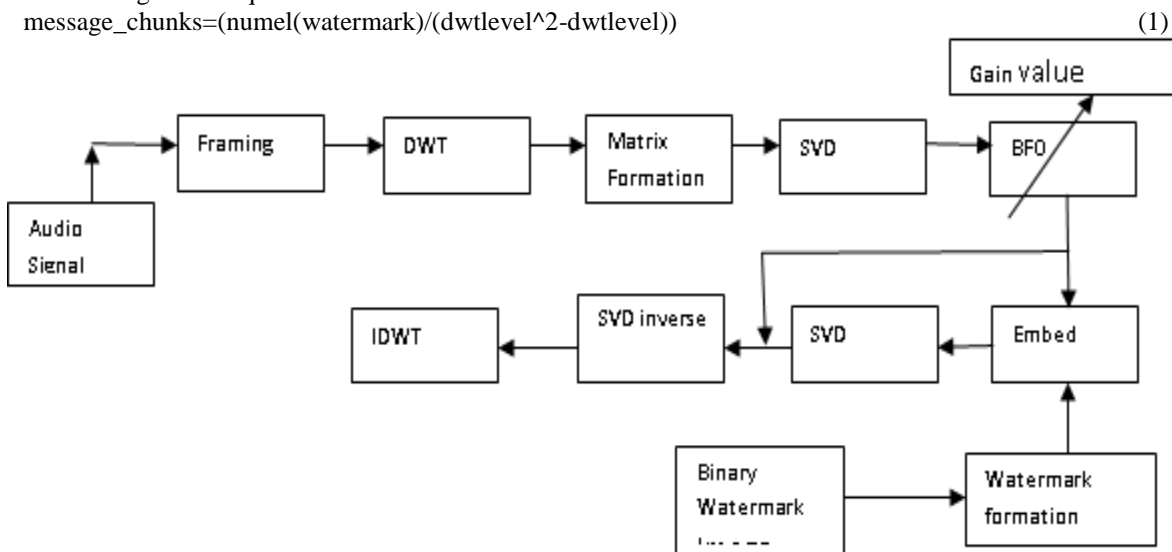 message_chunks=(numel(watermark)/(dwtlevel^2-dwtlevel)) (1)
Gain value
Framing
DWT
Matrix
Formation
SVD
BFO
Audio
Sienal
IDWT
SVD inverse
SVD
Embed
Binary
Watermark
Watermark
formation